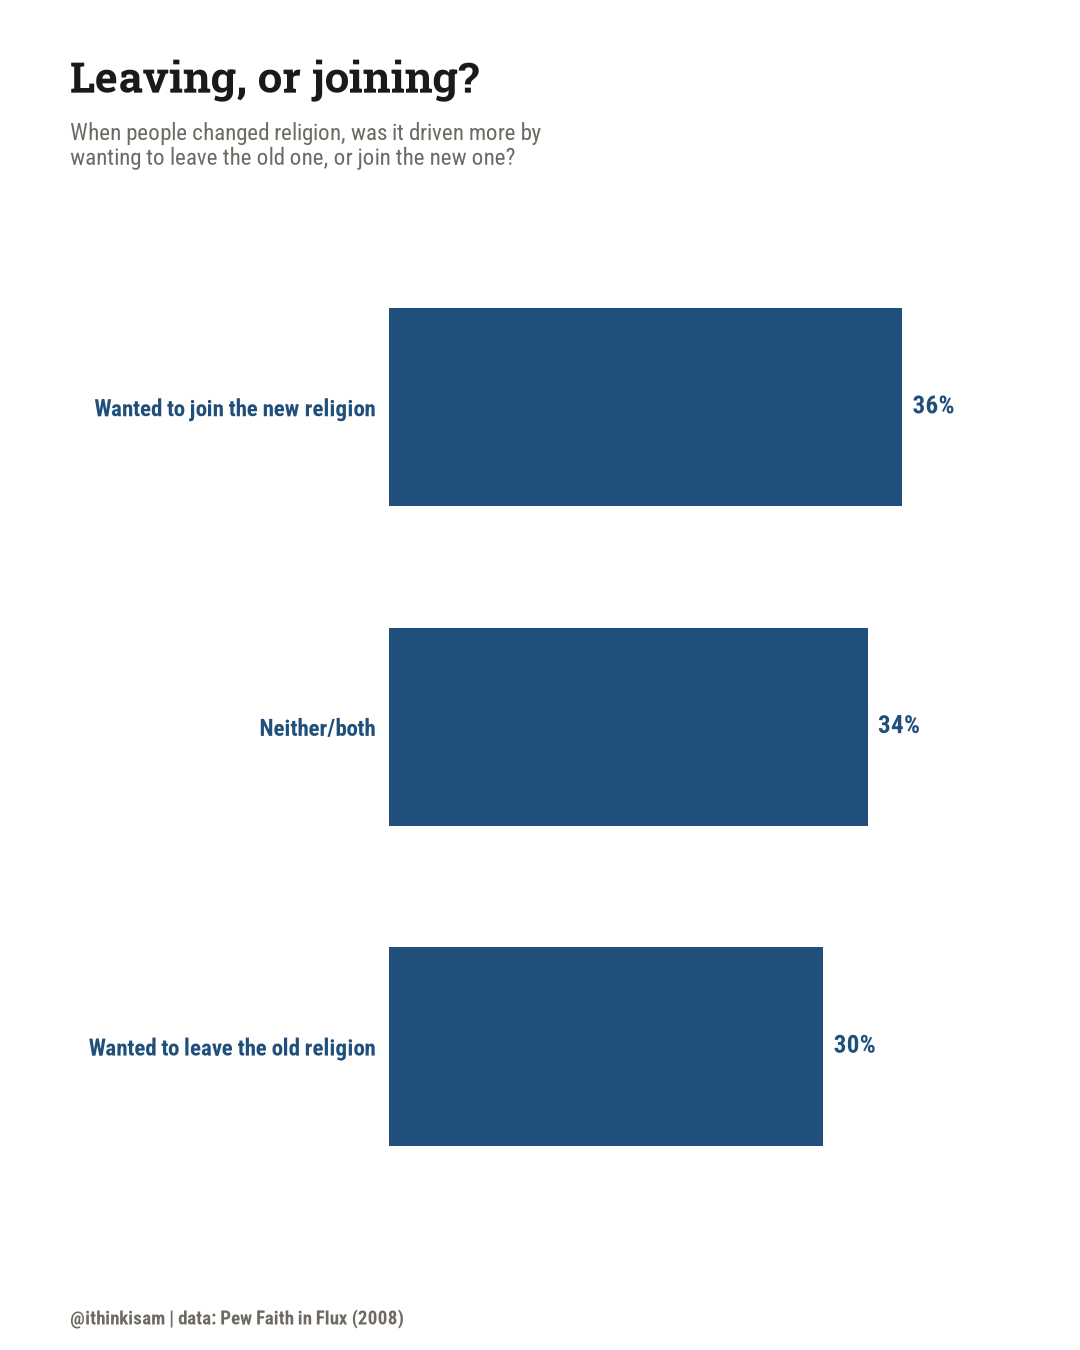 Leaving, or joining?
When people changed religion, was it driven more by
wanting to leave the old one, or join the new one?
Wanted to join the new religion
36%
Neither/both
34%
Wanted to leave the old religion
30%
@ithinkisam | data: Pew Faith in Flux (2008)